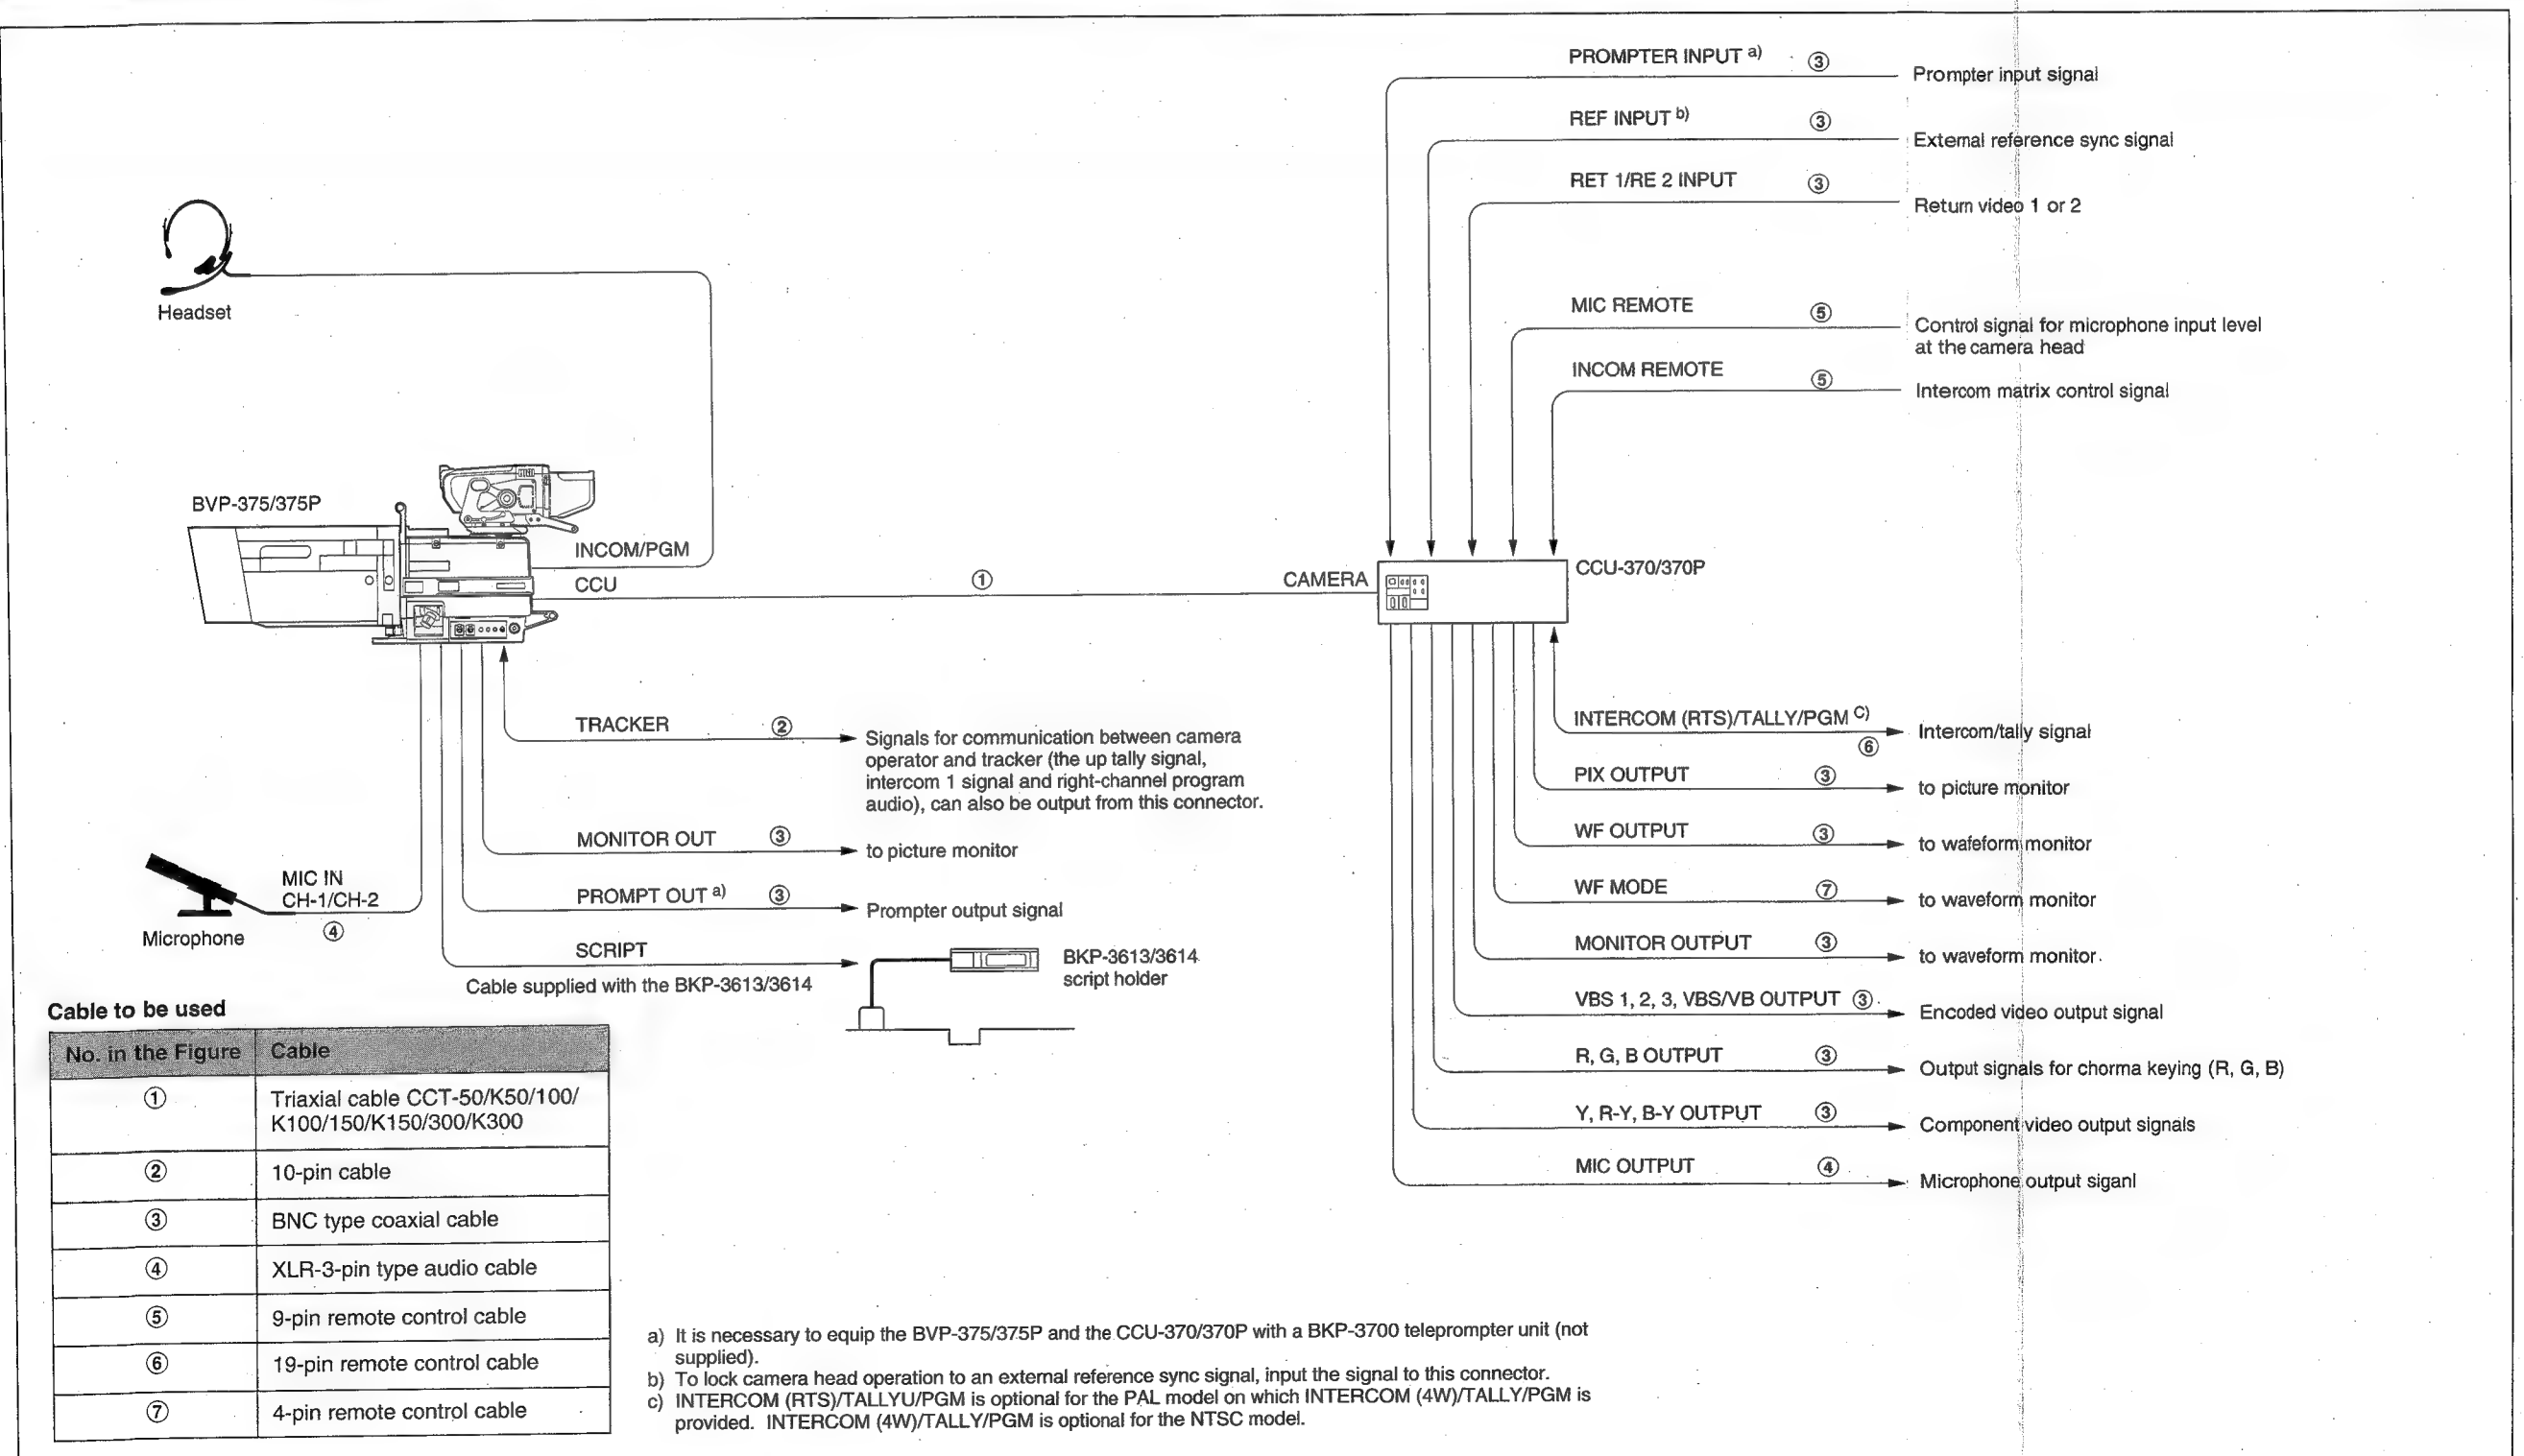 PROMPTER INPUT a) ③
Prompter input signal
REF INPUT b) ③
External reference sync signal
RET 1/RE 2 INPUT ③
Return video 1 or 2
MIC REMOTE ⑤
Control signal for microphone input level
at the camera head
INCOM REMOTE ⑤
Intercom matrix control signal
Headset
BVP-375/375P
INCOM/PGM
CCU
①
CAMERA
CCU-370/370P
TRACKER ②
Signals for communication between camera
operator and tracker (the up tally signal,
intercom 1 signal and right-channel program
audio), can also be output from this connector.
MONITOR OUT ③
to picture monitor
PROMPT OUT a) ③
Prompter output signal
SCRIPT
Cable supplied with the BKP-3613/3614
BKP-3613/3614
script holder
MIC IN
CH-1/CH-2
④
Microphone
INTERCOM (RTS)/TALLY/PGM C)
⑥
Intercom/tally signal
PIX OUTPUT ③
to picture monitor
WF OUTPUT ③
to wafeform monitor
WF MODE ⑦
to waveform monitor
MONITOR OUTPUT ③
to waveform monitor
VBS 1, 2, 3, VBS/VB OUTPUT ③
Encoded video output signal
R, G, B OUTPUT ③
Output signals for chorma keying (R, G, B)
Y, R-Y, B-Y OUTPUT ③
Component video output signals
MIC OUTPUT ④
Microphone output siganl
Cable to be used
No. in the Figure Cable
① Triaxial cable CCT-50/K50/100/
K100/150/K150/300/K300
② 10-pin cable
③ BNC type coaxial cable
④ XLR-3-pin type audio cable
⑤ 9-pin remote control cable
⑥ 19-pin remote control cable
⑦ 4-pin remote control cable
a) It is necessary to equip the BVP-375/375P and the CCU-370/370P with a BKP-3700 teleprompter unit (not
supplied).
b) To lock camera head operation to an external reference sync signal, input the signal to this connector.
c) INTERCOM (RTS)/TALLYU/PGM is optional for the PAL model on which INTERCOM (4W)/TALLY/PGM is
provided. INTERCOM (4W)/TALLY/PGM is optional for the NTSC model.